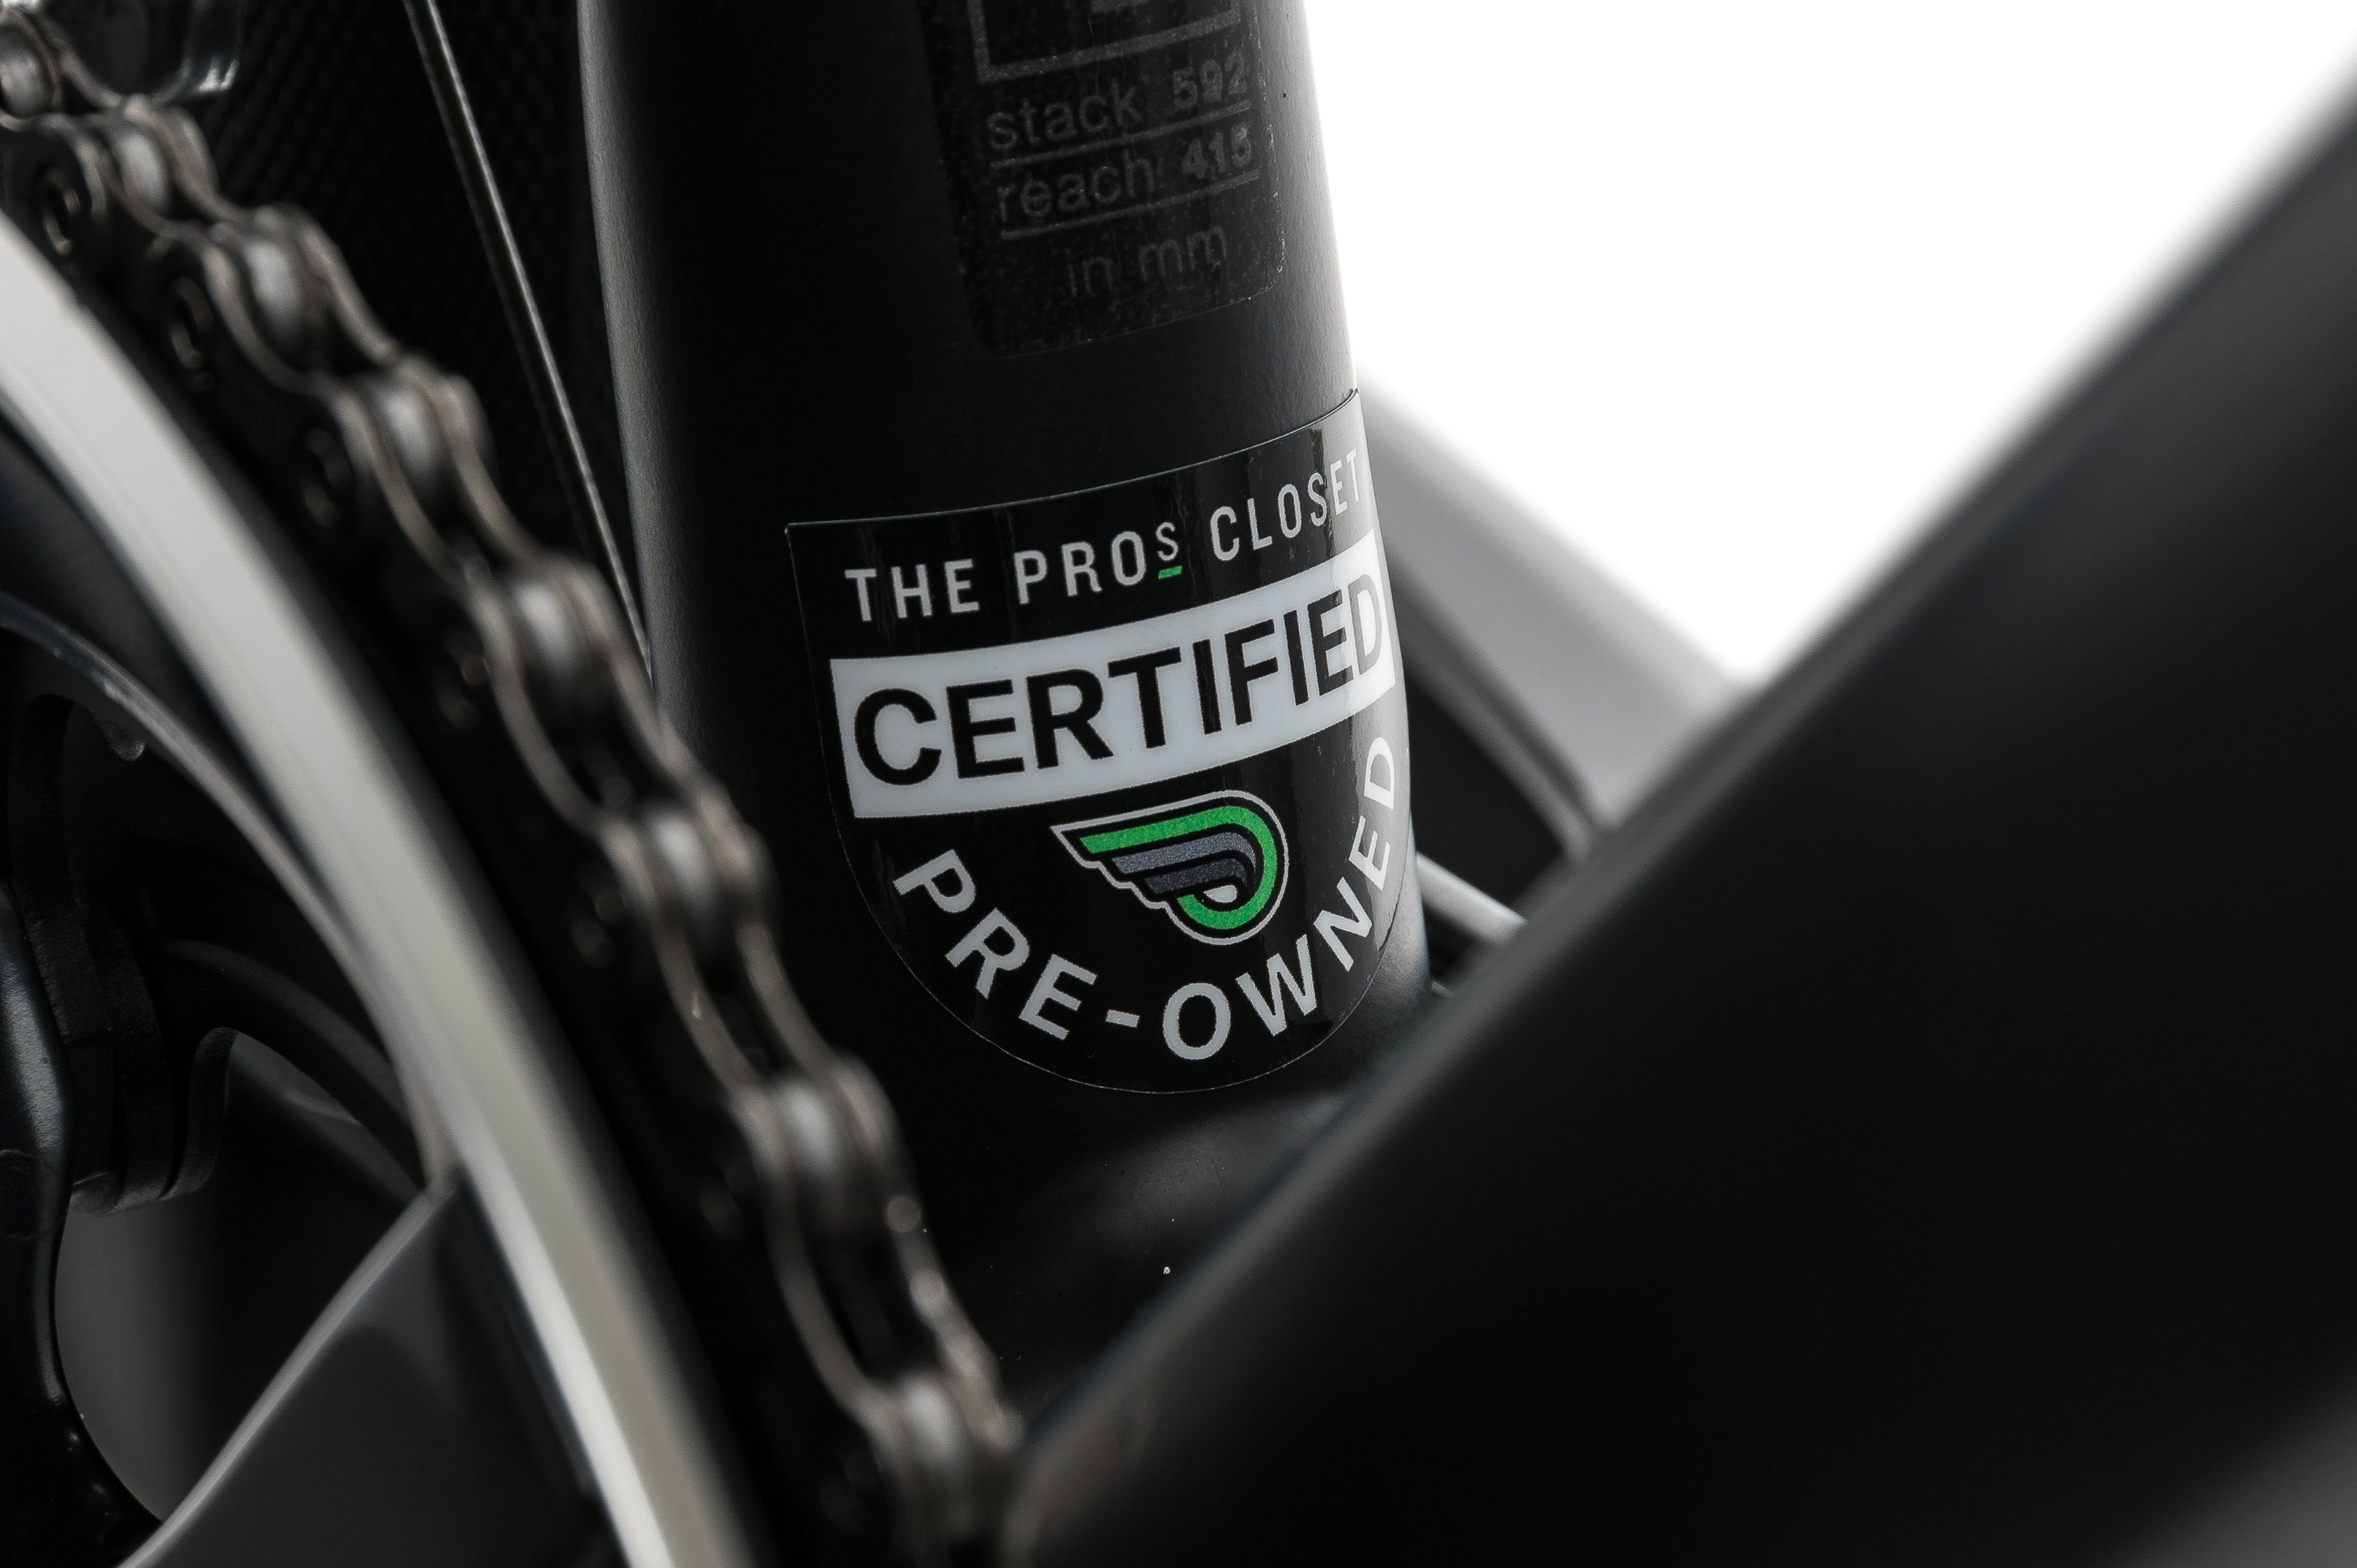 stack 592
reach 415
in mm
THE PROS CLOSET
CERTIFIED
PRE-OWNED